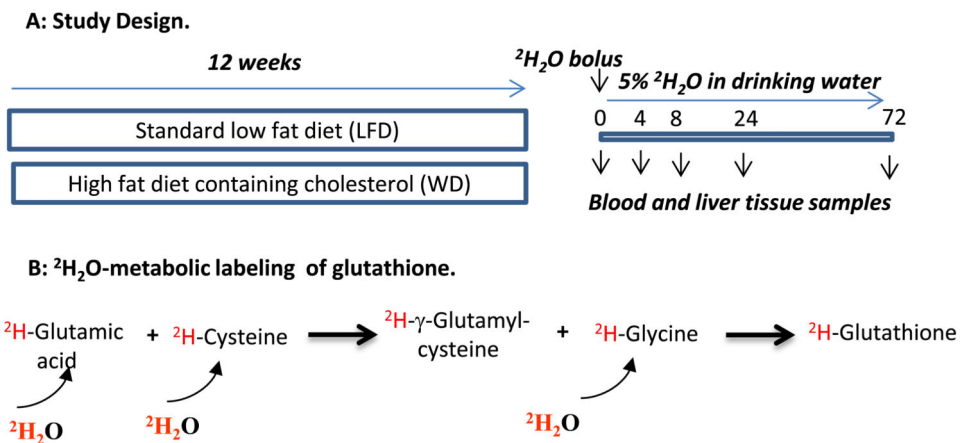 A: Study Design.
12 weeks
²H₂O bolus
5% ²H₂O in drinking water
0 4 8 24 72
Standard low fat diet (LFD)
High fat diet containing cholesterol (WD)
Blood and liver tissue samples
B: ²H₂O-metabolic labeling of glutathione.
²H-Glutamic
acid
+ ²H-Cysteine
²H-γ-Glutamyl-
cysteine
+ ²H-Glycine
²H-Glutathione
²H₂O
²H₂O
²H₂O